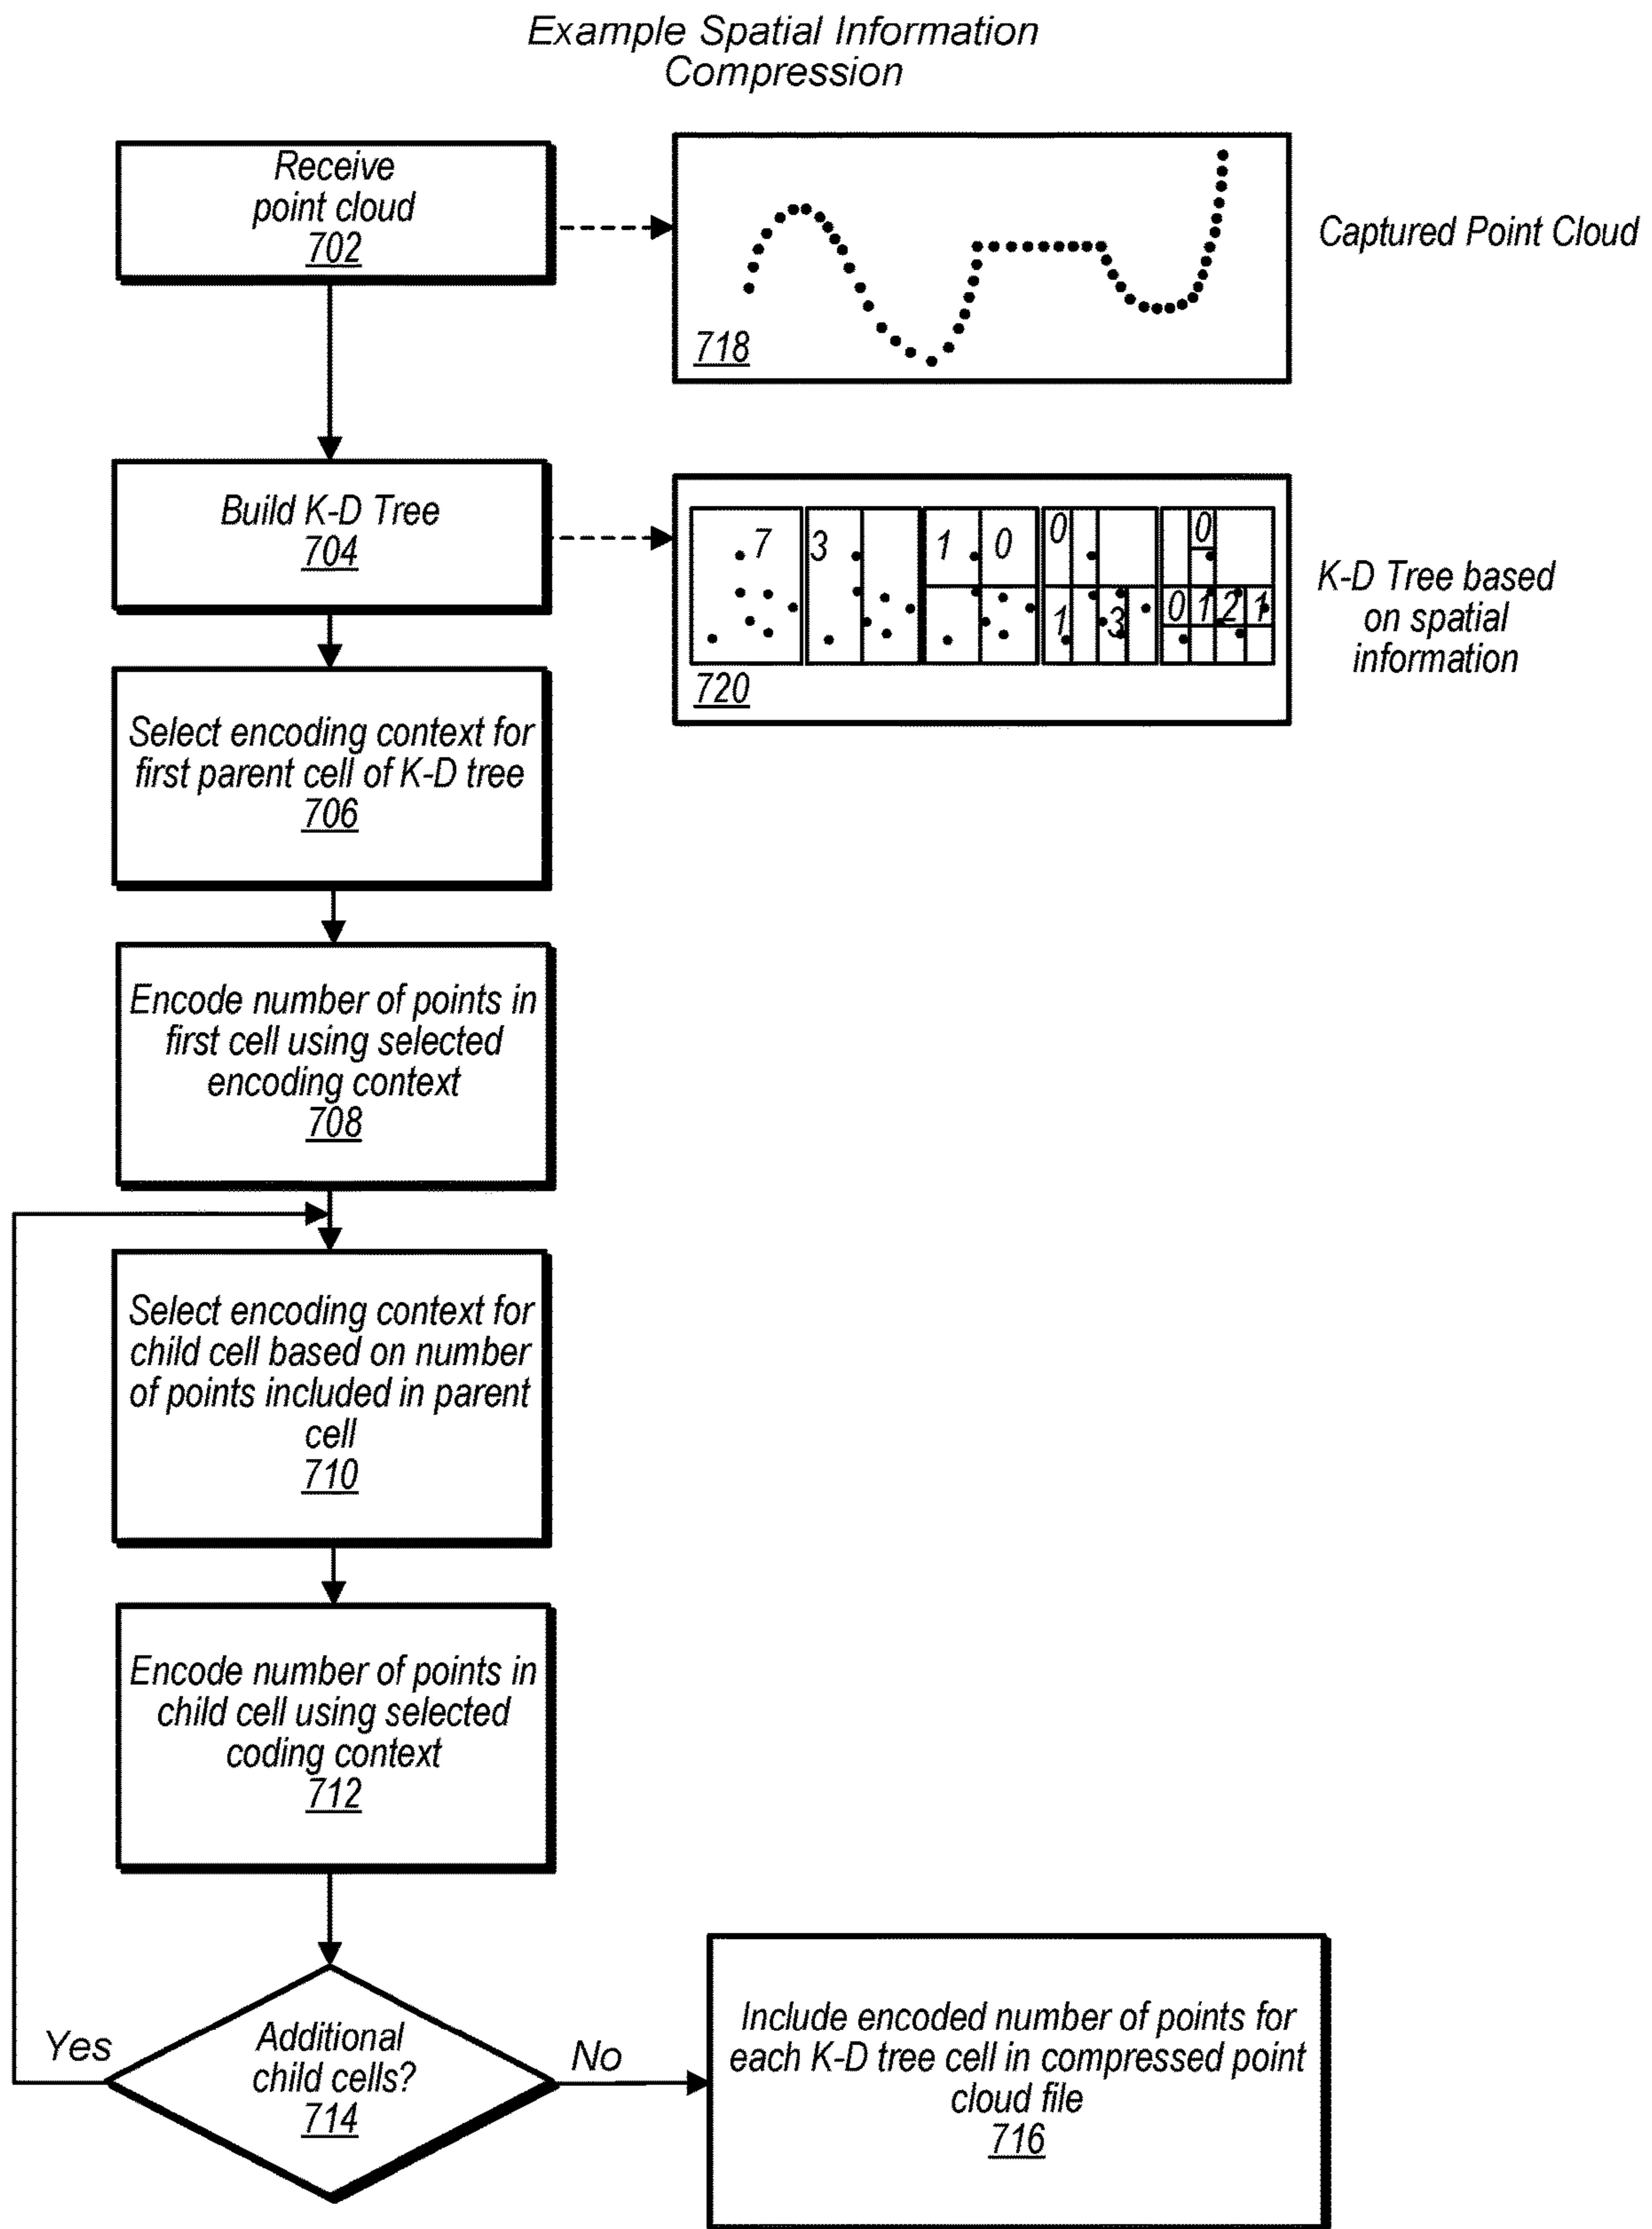 Example Spatial Information
Compression
Receive
point cloud
702
718
Captured Point Cloud
Build K-D Tree
704
7 3 1 0 0 0
1 3 0 1 2 1
720
K-D Tree based
on spatial
information
Select encoding context for
first parent cell of K-D tree
706
Encode number of points in
first cell using selected
encoding context
708
Select encoding context for
child cell based on number
of points included in parent
cell
710
Encode number of points in
child cell using selected
coding context
712
Additional
child cells?
714
Yes
No
Include encoded number of points for
each K-D tree cell in compressed point
cloud file
716